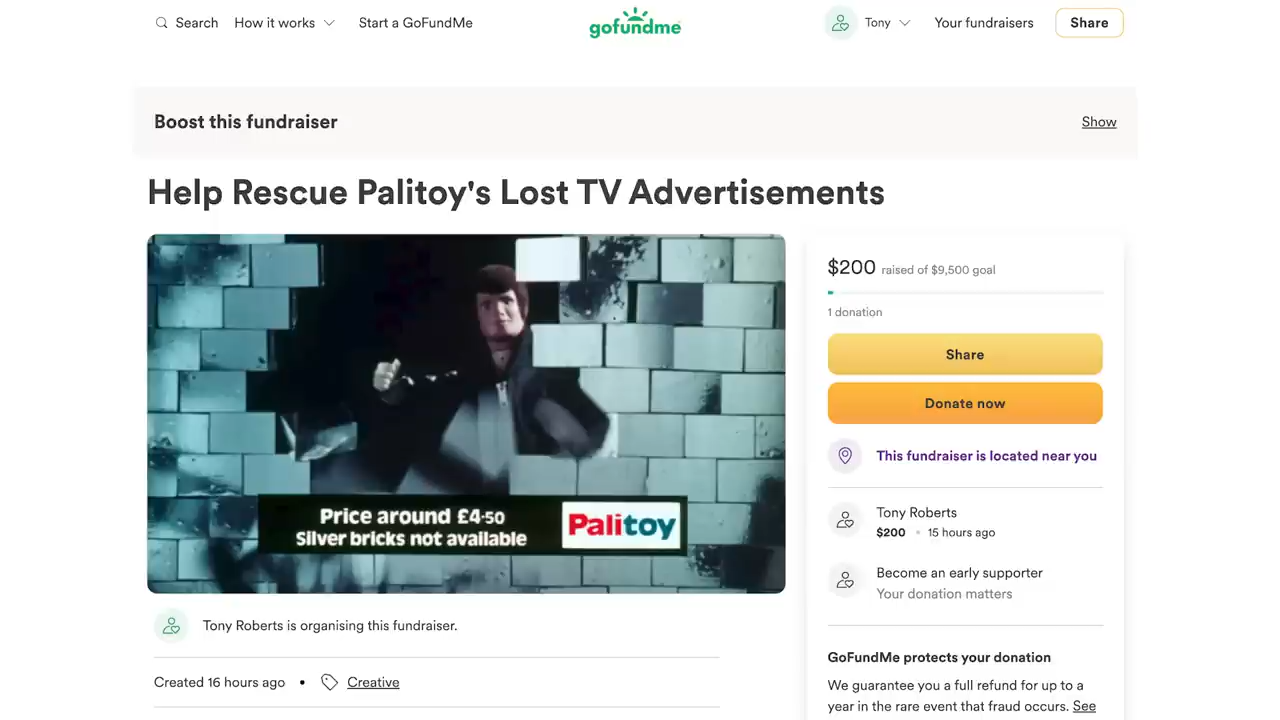 Search How it works Start a GoFundMe gofundme Tony Your fundraisers Share
Boost this fundraiser Show
Help Rescue Palitoy's Lost TV Advertisements
Price around £4·50
Silver bricks not available
Palitoy
Tony Roberts is organising this fundraiser.
Created 16 hours ago • Creative
$200 raised of $9,500 goal
1 donation
Share
Donate now
This fundraiser is located near you
Tony Roberts
$200 • 15 hours ago
Become an early supporter
Your donation matters
GoFundMe protects your donation
We guarantee you a full refund for up to a
year in the rare event that fraud occurs. See